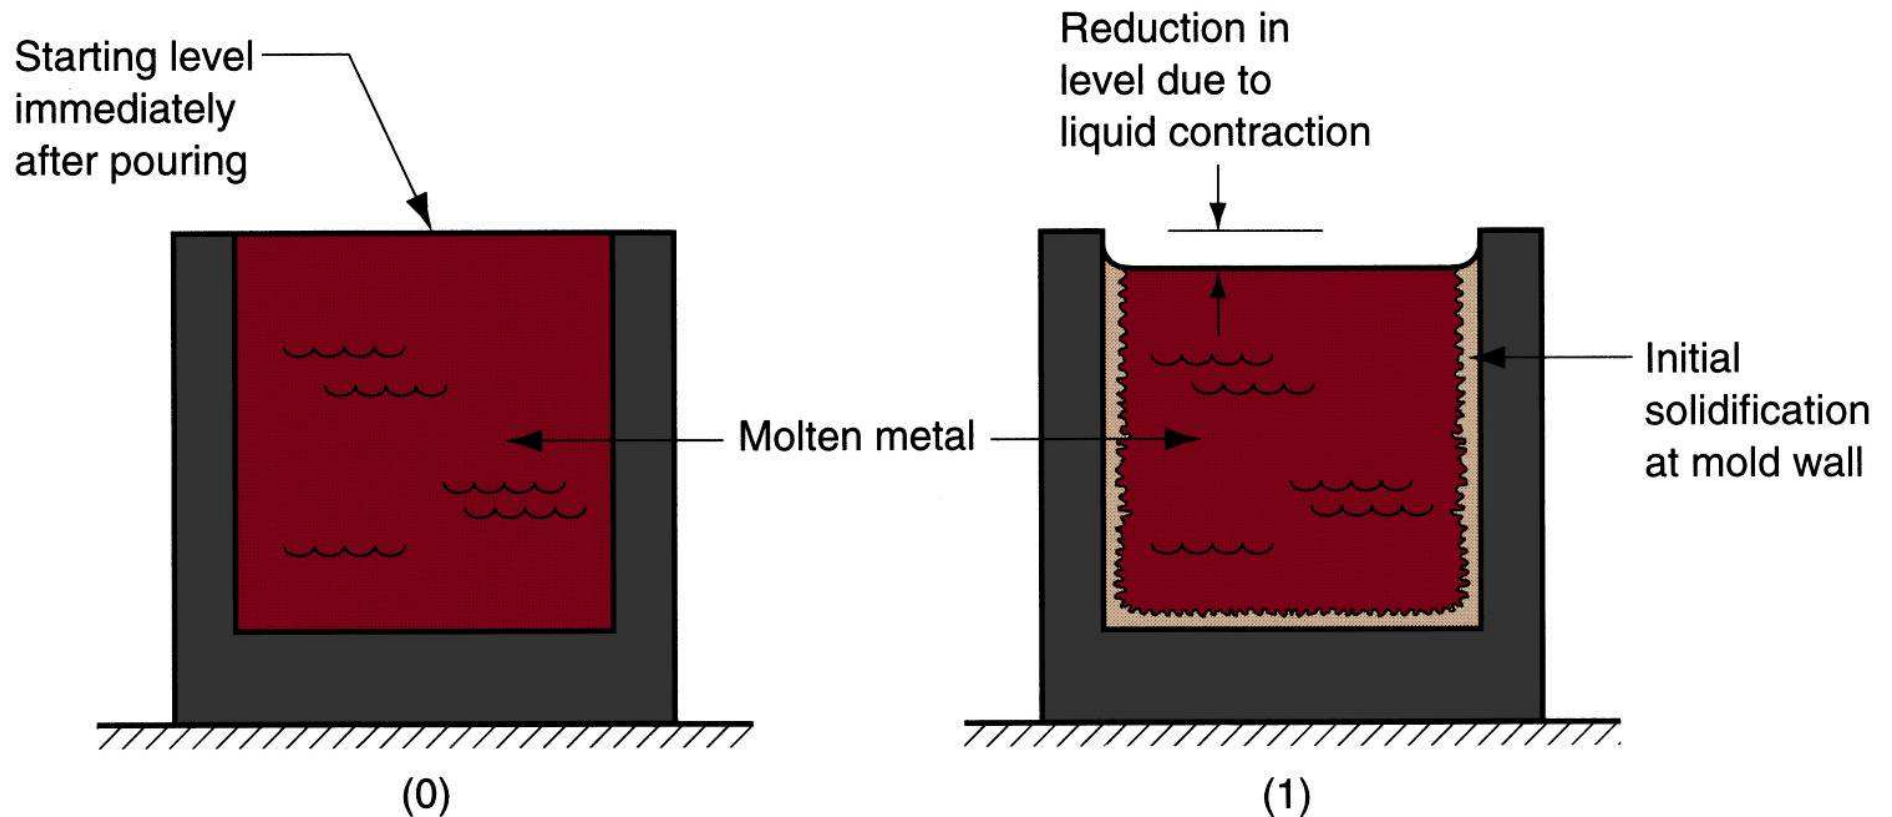 Starting level
immediately
after pouring
Reduction in
level due to
liquid contraction
Molten metal
Initial
solidification
at mold wall
(0)
(1)